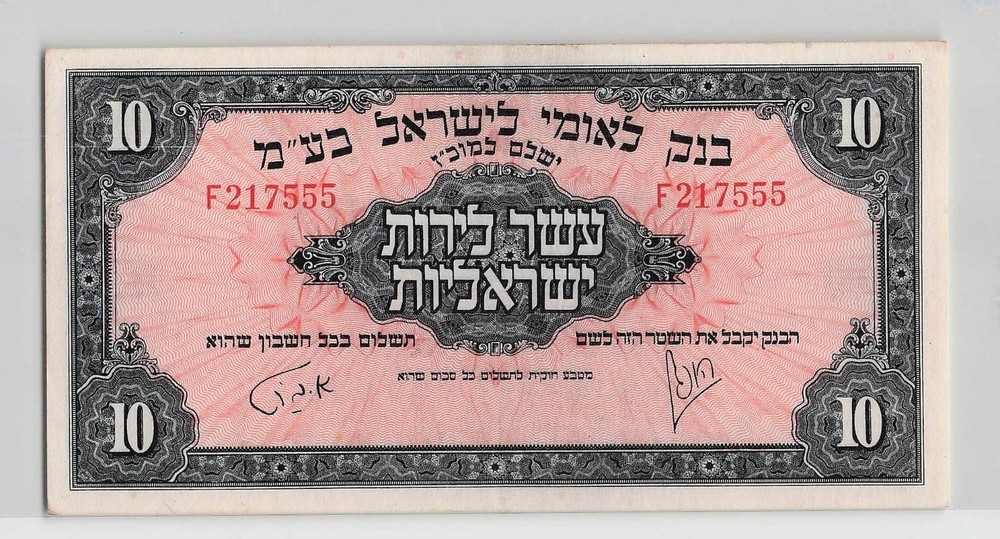 10 10
בנק לאומי לישראל בע"מ
ישלם למוכ"ז
F217555 F217555
עשר לירות
ישראליות
הבנק יקבל את השטר הזה לשם תשלום בכל חשבון שהוא
מטבע חוקית לתשלום כל סכום שהוא
10 10